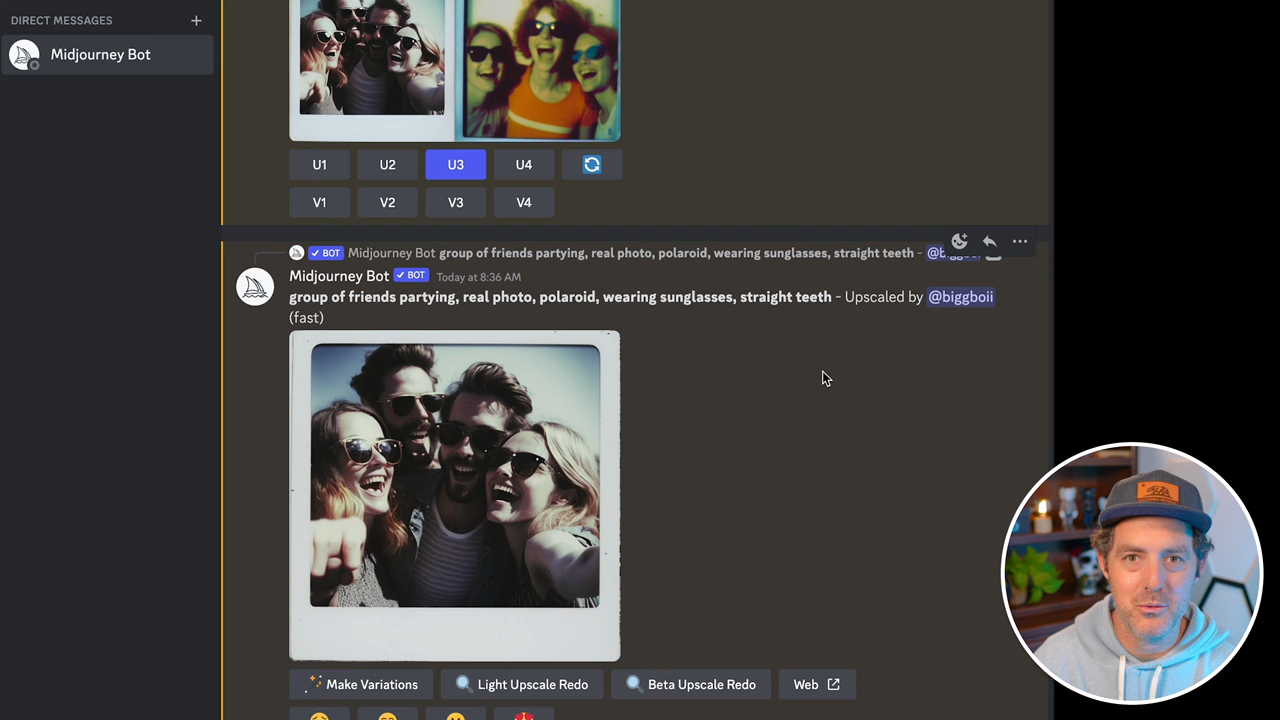 DIRECT MESSAGES
Midjourney Bot
U1 U2 U3 U4
V1 V2 V3 V4
BOT Midjourney Bot group of friends partying, real photo, polaroid, wearing sunglasses, straight teeth -
Midjourney Bot BOT Today at 8:36 AM
group of friends partying, real photo, polaroid, wearing sunglasses, straight teeth - Upscaled by @biggboii
(fast)
Make Variations Light Upscale Redo Beta Upscale Redo Web